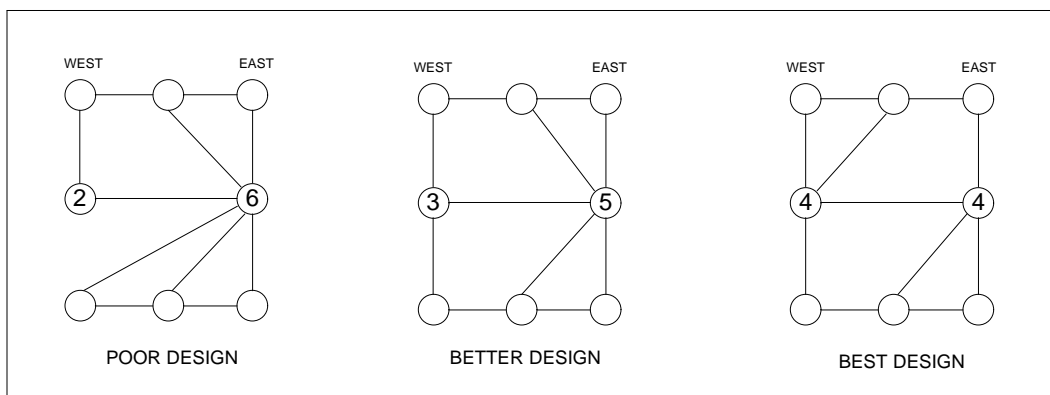 WEST EAST
2 6
POOR DESIGN
WEST EAST
3 5
BETTER DESIGN
WEST EAST
4 4
BEST DESIGN